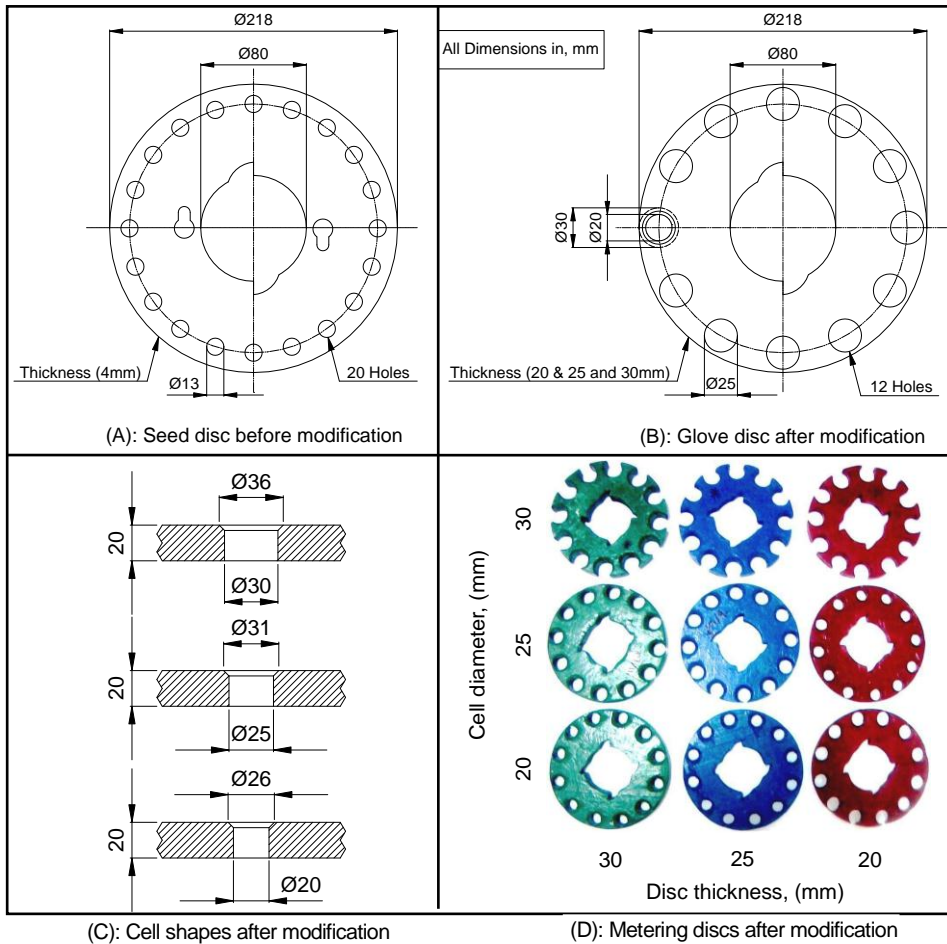 Ø218
Ø80
Thickness (4mm)
Ø13
20 Holes
(A): Seed disc before modification
All Dimensions in, mm
Ø218
Ø80
Ø30
Ø20
Thickness (20 & 25 and 30mm)
Ø25
12 Holes
(B): Glove disc after modification
Ø36
20
Ø30
Ø31
20
Ø25
Ø26
20
Ø20
(C): Cell shapes after modification
Cell diameter, (mm)
30
25
20
30 25 20
Disc thickness, (mm)
(D): Metering discs after modification